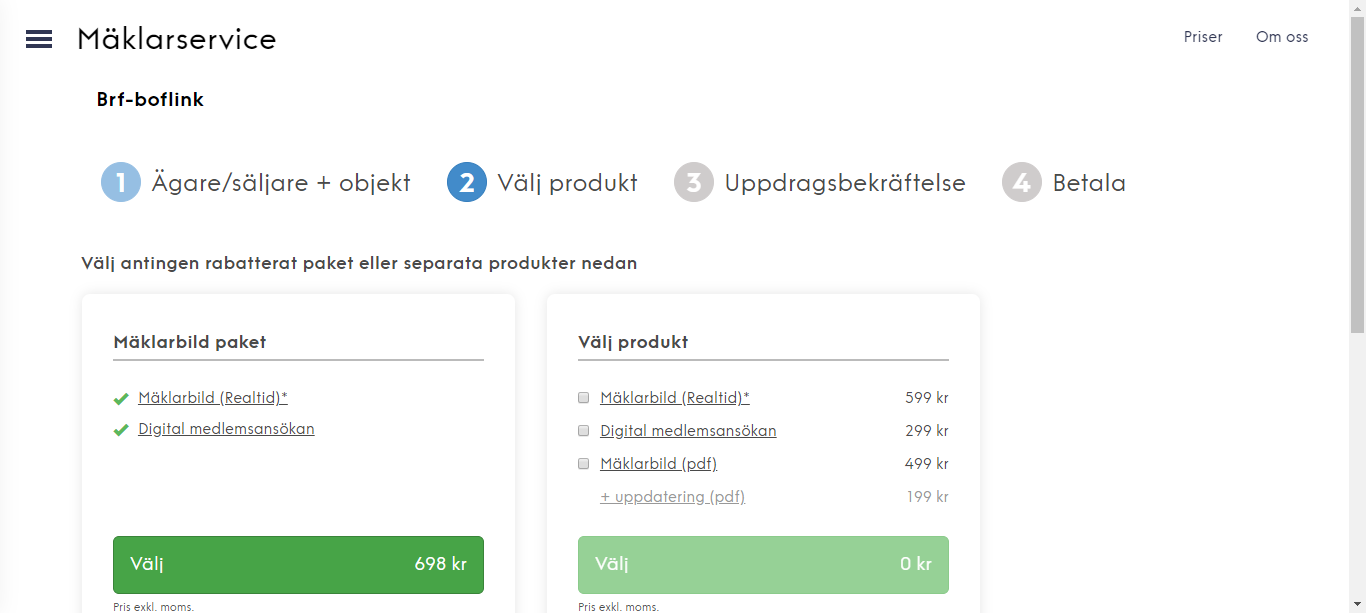 Mäklarservice
Priser
Om oss
Brf-boflink
1 Ägare/säljare + objekt
2 Välj produkt
3 Uppdragsbekräftelse
4 Betala
Välj antingen rabatterat paket eller separata produkter nedan
Mäklarbild paket
Mäklarbild (Realtid)*
Digital medlemsansökan
Välj 698 kr
Pris exkl. moms.
Välj produkt
Mäklarbild (Realtid)* 599 kr
Digital medlemsansökan 299 kr
Mäklarbild (pdf) 499 kr
+ uppdatering (pdf) 199 kr
Välj 0 kr
Pris exkl. moms.